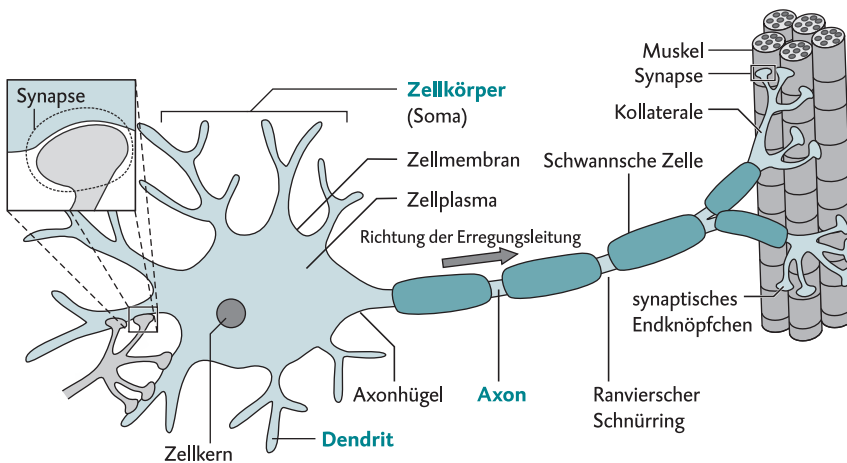 Synapse
Zellkörper
(Soma)
Zellmembran
Zellplasma
Richtung der Erregungsleitung
Schwannsche Zelle
Muskel
Synapse
Kollaterale
synaptisches
Endknöpfchen
Ranvierscher
Schnürring
Axon
Axonhügel
Dendrit
Zellkern